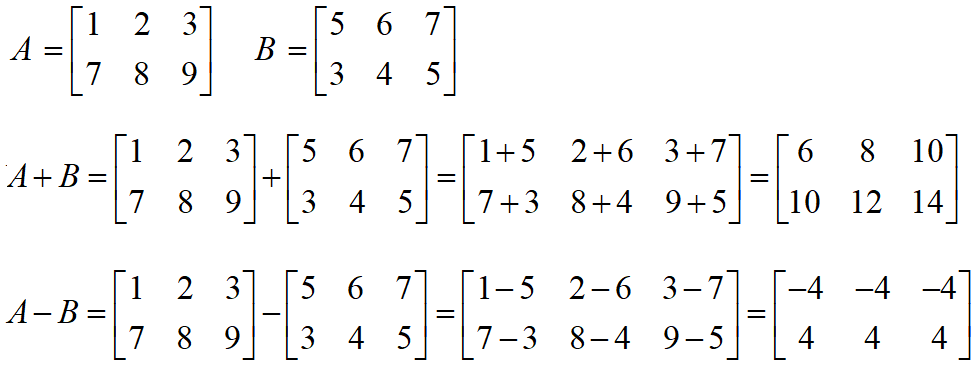 A = [1 2 3; 7 8 9] B = [5 6 7; 3 4 5]
A + B = [1 2 3; 7 8 9] + [5 6 7; 3 4 5] = [1+5 2+6 3+7; 7+3 8+4 9+5] = [6 8 10; 10 12 14]
A − B = [1 2 3; 7 8 9] − [5 6 7; 3 4 5] = [1−5 2−6 3−7; 7−3 8−4 9−5] = [−4 −4 −4; 4 4 4]